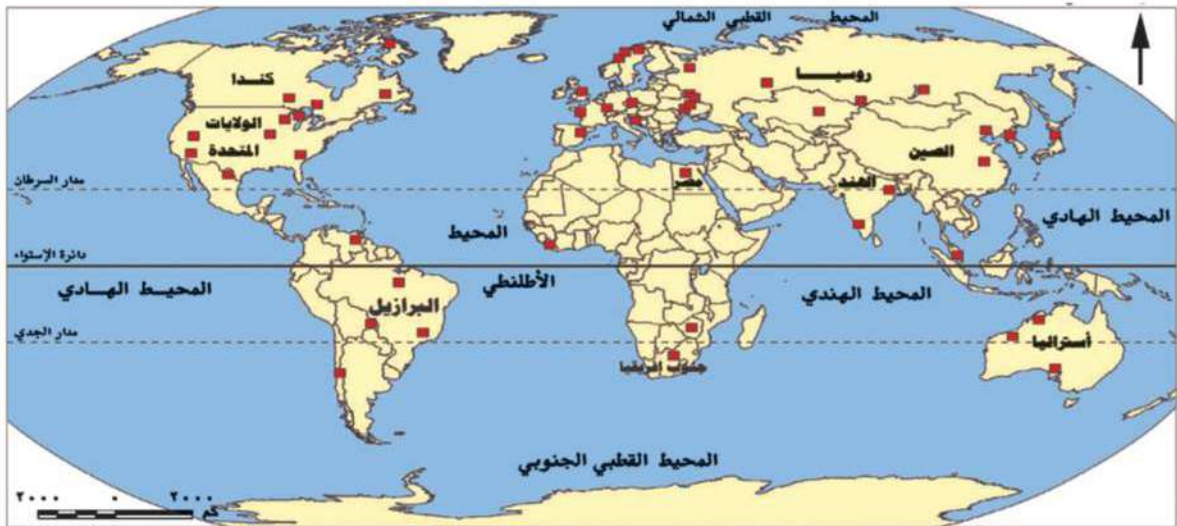 المحيط القطبي الشمالي
كندا
روسيا
الولايات
المتحدة
الصين
مدار السرطان
مصر
الهند
المحيط الهادي
المحيط
دائرة الإستواء
الأطلنطي
المحيط الهادي
المحيط الهندي
البرازيل
مدار الجدي
أستراليا
جنوب افريقيا
المحيط القطبي الجنوبي
٢٠٠٠ ٠ ٢٠٠٠
كم